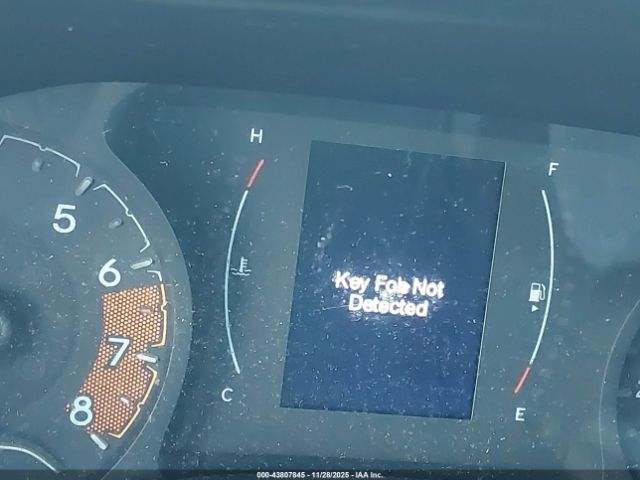 H
F
5
6
7
8
Key Fob Not
Detected
C
E
000-43807845 - 11/28/2025 - IAA Inc.